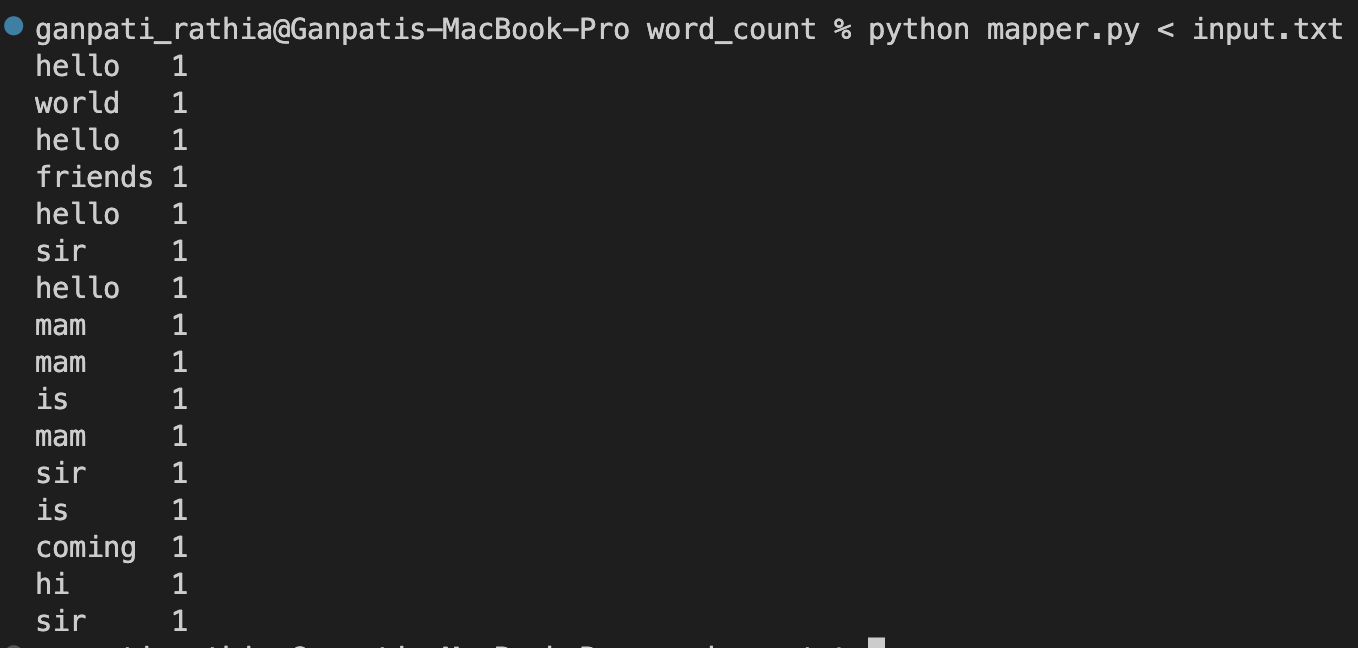 ganpati_rathia@Ganpatis-MacBook-Pro word_count % python mapper.py < input.txt
hello 1
world 1
hello 1
friends 1
hello 1
sir 1
hello 1
mam 1
mam 1
is 1
mam 1
sir 1
is 1
coming 1
hi 1
sir 1